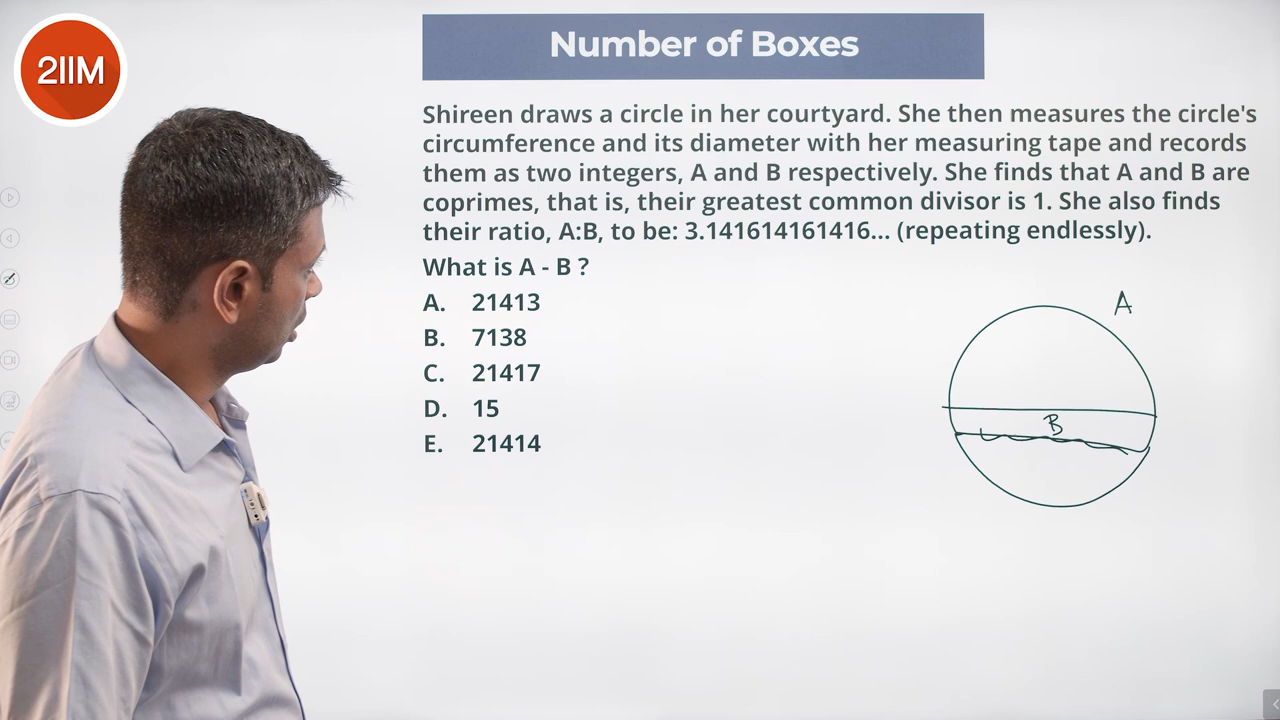 2IIM
Number of Boxes
Shireen draws a circle in her courtyard. She then measures the circle's
circumference and its diameter with her measuring tape and records
them as two integers, A and B respectively. She finds that A and B are
coprimes, that is, their greatest common divisor is 1. She also finds
their ratio, A:B, to be: 3.141614161416... (repeating endlessly).
What is A - B ?
A. 21413
B. 7138
C. 21417
D. 15
E. 21414
A
B